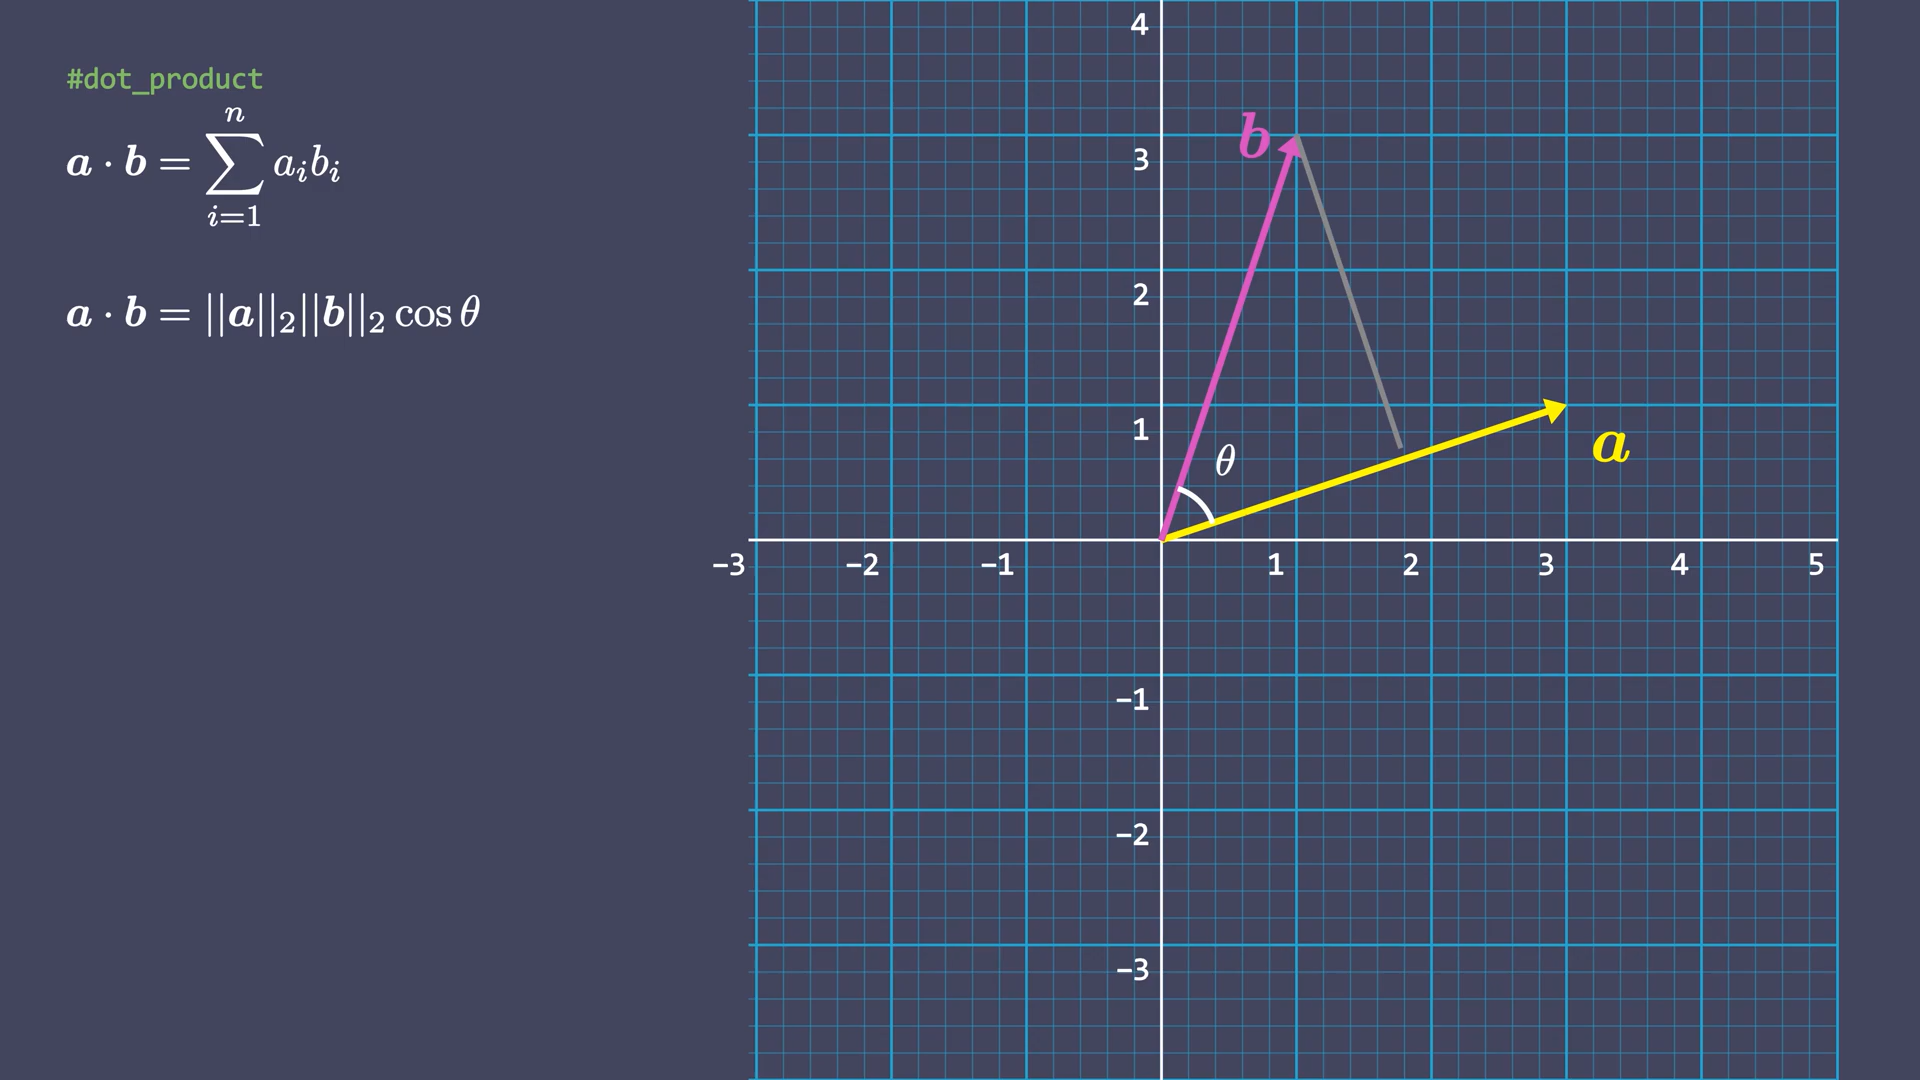 #dot_product
a · b = ∑_{i=1}^{n} a_i b_i
a · b = ||a||_2||b||_2 cos θ
4
b
3
2
1
θ
a
−3 −2 −1 1 2 3 4 5
−1
−2
−3